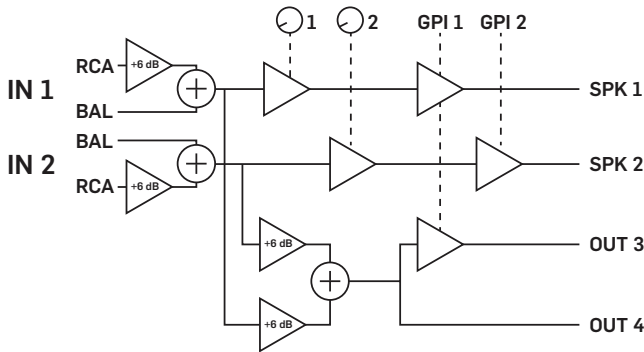 1 2 GPI 1 GPI 2
RCA +6 dB
IN 1 SPK 1
BAL
BAL
IN 2 SPK 2
RCA +6 dB
+6 dB OUT 3
+6 dB OUT 4